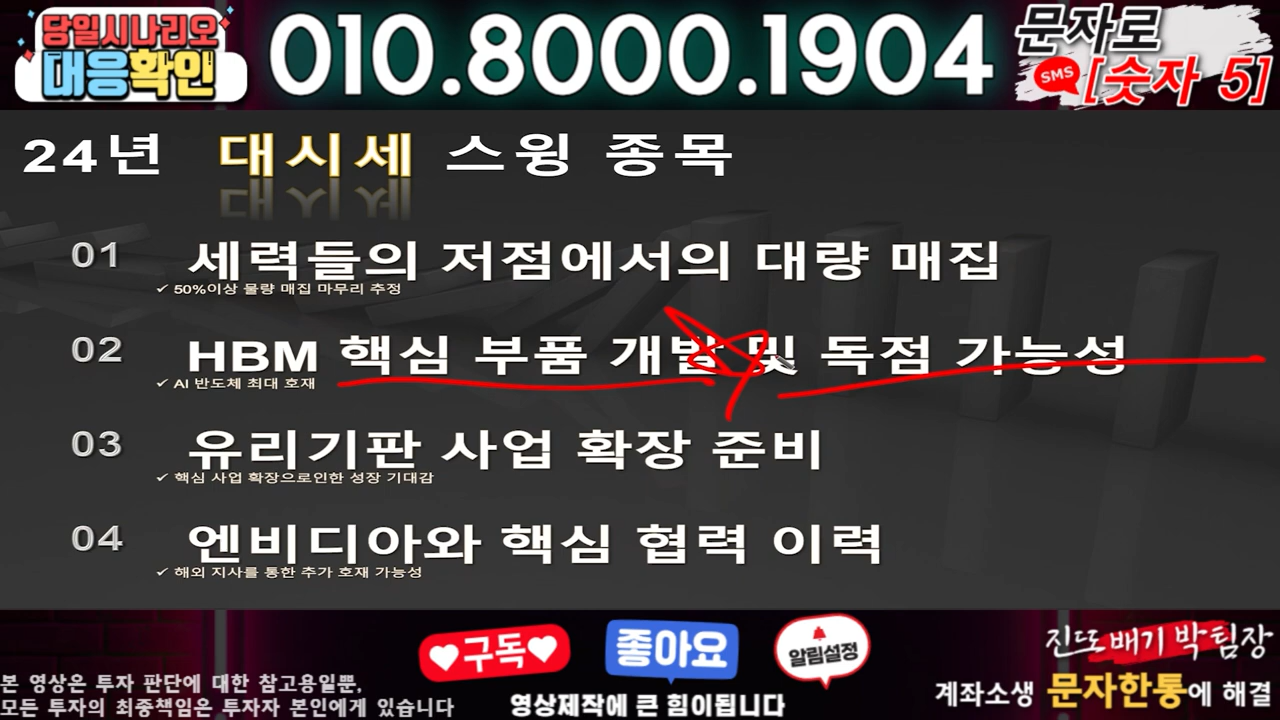 당일시나리오
대응확인
010.8000.1904
문자로
SMS
[숫자 5]
24년 대시세 스윙 종목
01 세력들의 저점에서의 대량 매집
✓ 50%이상 물량 매집 마무리 추정
02 HBM 핵심 부품 개발 및 독점 가능성
✓ AI 반도체 최대 호재
03 유리기판 사업 확장 준비
✓ 핵심 사업 확장으로인한 성장 기대감
04 엔비디아와 핵심 협력 이력
✓ 해외 지사를 통한 추가 호재 가능성
구독
좋아요
알림설정
영상제작에 큰 힘이됩니다
본 영상은 투자 판단에 대한 참고용일뿐,
모든 투자의 최종책임은 투자자 본인에게 있습니다
진또배기 박팀장
계좌소생 문자한통에 해결